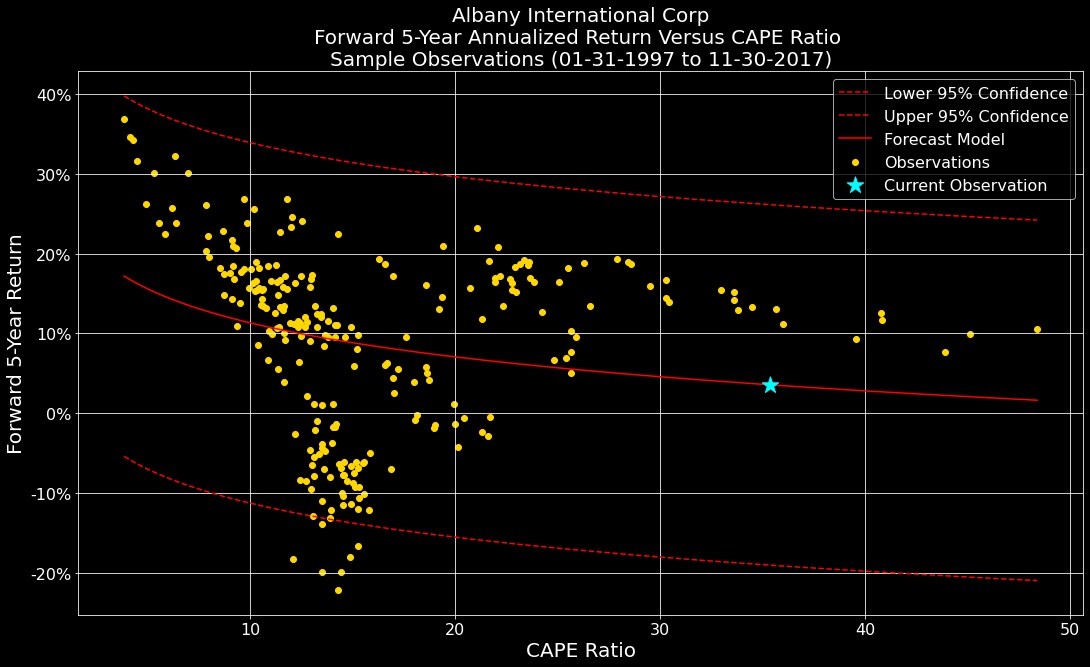 Albany International Corp
Forward 5-Year Annualized Return Versus CAPE Ratio
Sample Observations (01-31-1997 to 11-30-2017)
Lower 95% Confidence
Upper 95% Confidence
Forecast Model
Observations
Current Observation
Forward 5-Year Return
40%
30%
20%
10%
0%
-10%
-20%
10
20
30
40
50
CAPE Ratio